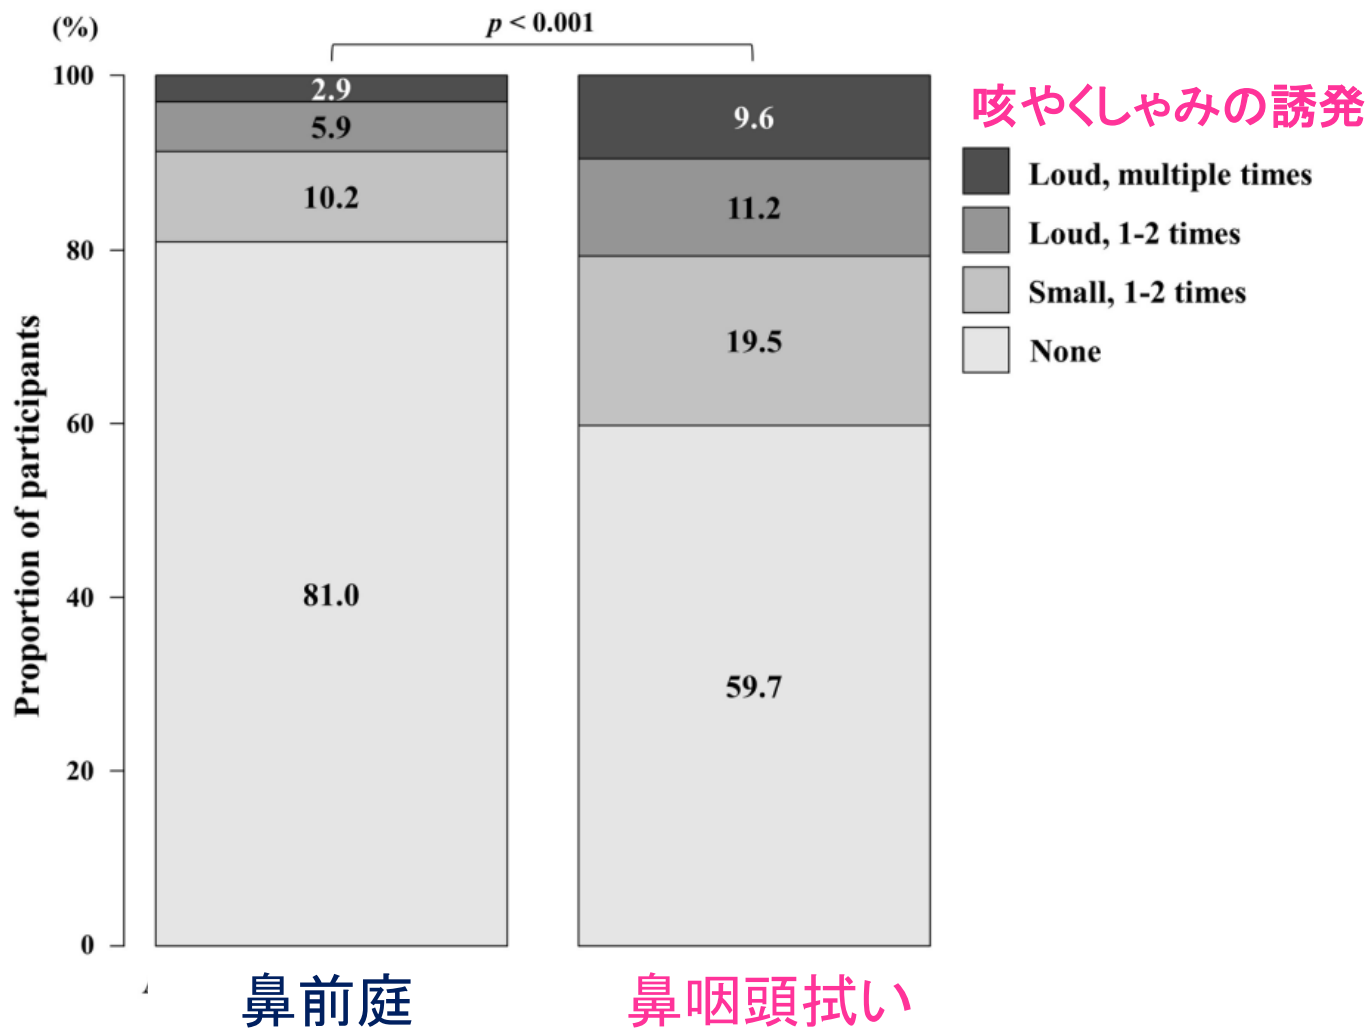 (%)
p < 0.001
100
80
60
40
20
0
Proportion of participants
2.9
5.9
10.2
81.0
9.6
11.2
19.5
59.7
咳やくしゃみの誘発
Loud, multiple times
Loud, 1-2 times
Small, 1-2 times
None
鼻前庭
鼻咽頭拭い